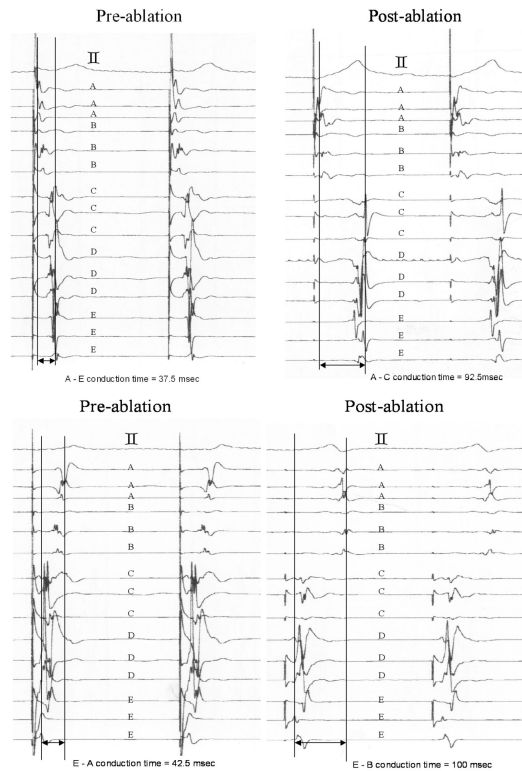 Pre-ablation
Post-ablation
II
A
A
A
B
B
B
C
C
C
D
D
D
E
E
E
A - E conduction time = 37.5 msec
II
A
A
A
B
B
B
C
C
C
D
D
D
E
E
E
A - C conduction time = 92.5msec
Pre-ablation
Post-ablation
II
A
A
A
B
B
B
C
C
C
D
D
D
E
E
E
E - A conduction time = 42.5 msec
II
A
A
A
B
B
B
C
C
C
D
D
D
E
E
E
E - B conduction time = 100 msec